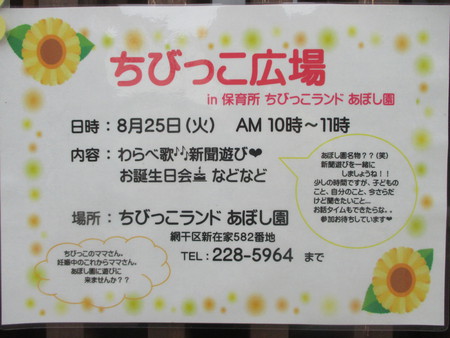 ちびっこ広場
in 保育所 ちびっこランド あぼし園
日時：8月25日（火） AM 10時～11時
内容：わらべ歌♪♪新聞遊び❤
お誕生日会🎂などなど
あぼし園名物？？（笑）
新聞遊びを一緒に
しましょうね！！
少しの時間ですが、子どもの
こと、自分のこと、今さらだ
けど聞きたいこと…
お話タイムもできたらな。。
参加お待ちしています❤
場所：ちびっこランド あぼし園
網干区新在家582番地
TEL：228-5964 まで
ちびっこのママさん。
妊娠中のこれからママさん。
あぼし園に遊びに
来ませんか？？